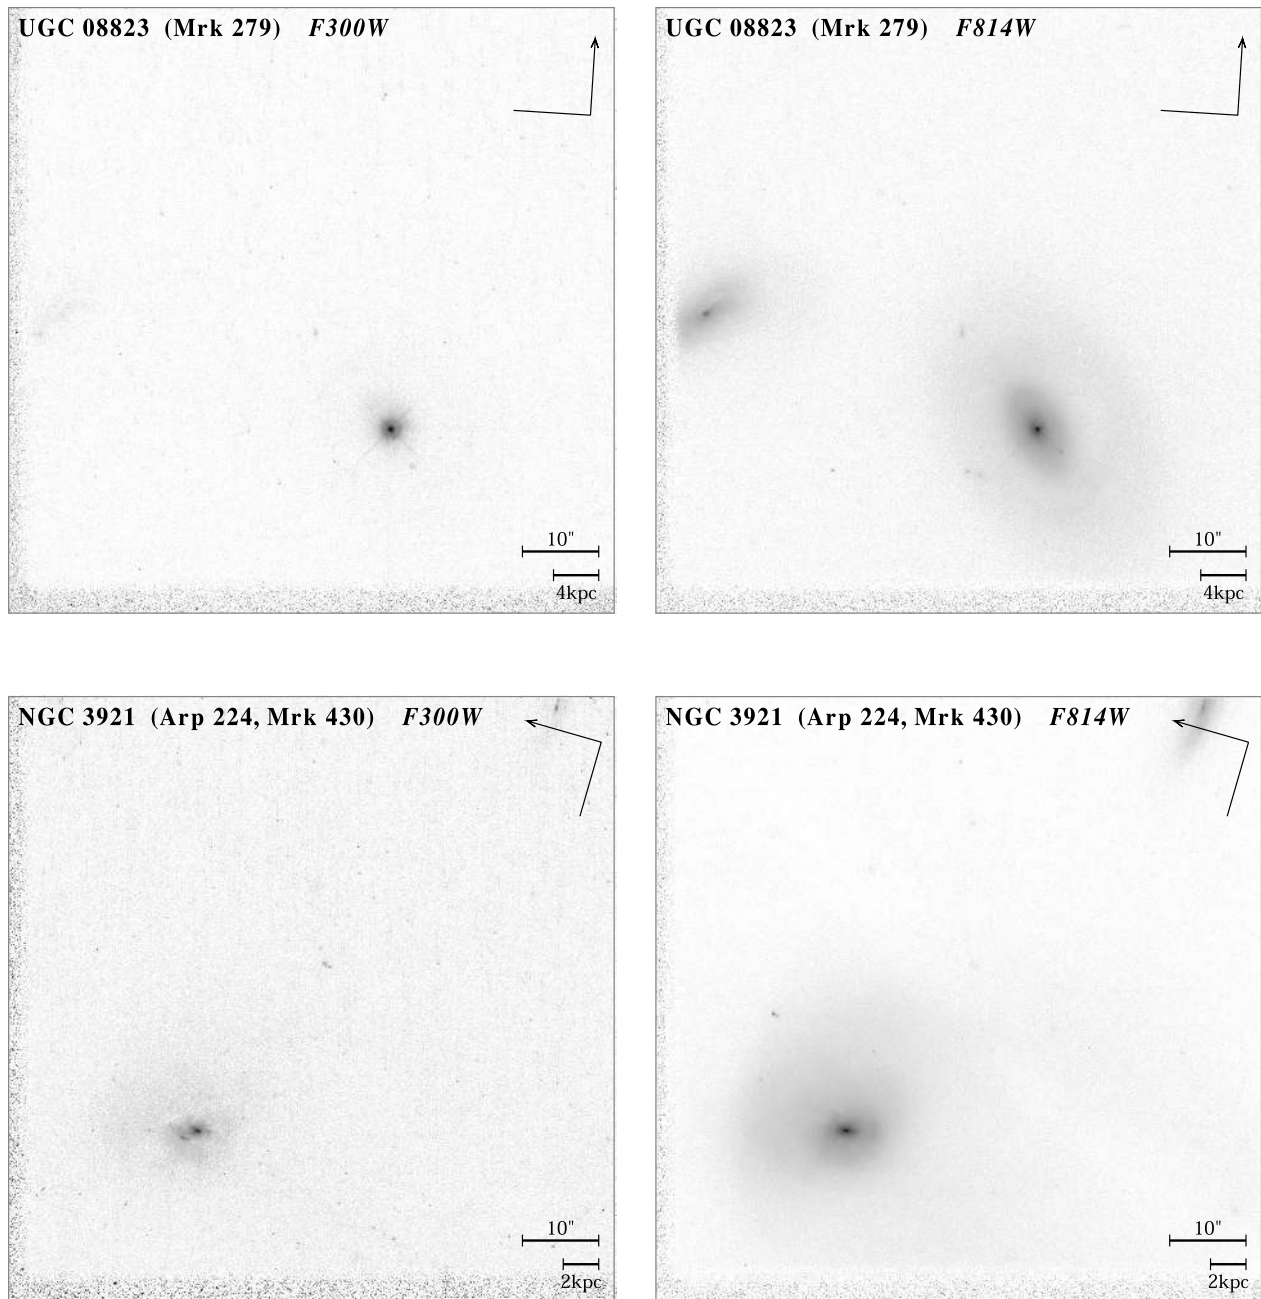 UGC 08823 (Mrk 279) F300W
10"
4kpc
UGC 08823 (Mrk 279) F814W
10"
4kpc
NGC 3921 (Arp 224, Mrk 430) F300W
10"
2kpc
NGC 3921 (Arp 224, Mrk 430) F814W
10"
2kpc